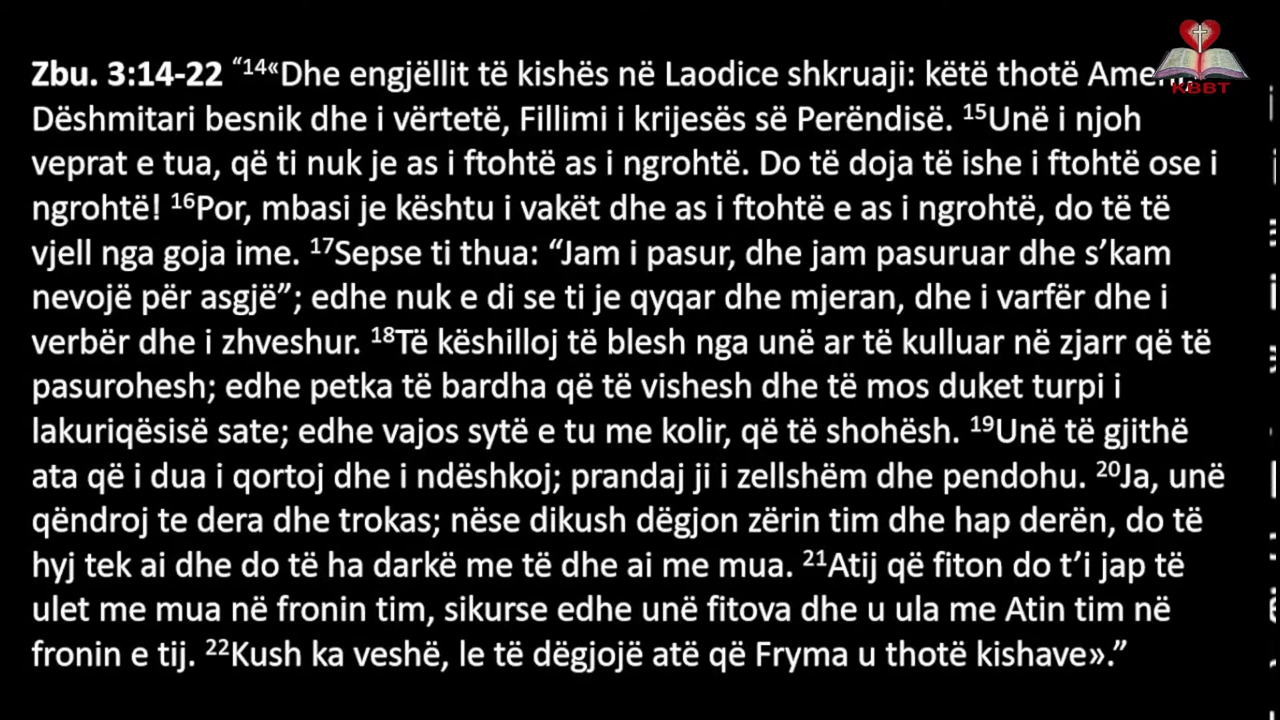 Zbu. 3:14-22 “14«Dhe engjëllit të kishës në Laodice shkruaji: këtë thotë Ameni,
Dëshmitari besnik dhe i vërtetë, Fillimi i krijesës së Perëndisë. 15Unë i njoh
veprat e tua, që ti nuk je as i ftohtë as i ngrohtë. Do të doja të ishe i ftohtë ose i
ngrohtë! 16Por, mbasi je kështu i vakët dhe as i ftohtë e as i ngrohtë, do të të
vjell nga goja ime. 17Sepse ti thua: “Jam i pasur, dhe jam pasuruar dhe s’kam
nevojë për asgjë”; edhe nuk e di se ti je qyqar dhe mjeran, dhe i varfër dhe i
verbër dhe i zhveshur. 18Të këshilloj të blesh nga unë ar të kulluar në zjarr që të
pasurohesh; edhe petka të bardha që të vishesh dhe të mos duket turpi i
lakuriqësisë sate; edhe vajos sytë e tu me kolir, që të shohësh. 19Unë të gjithë
ata që i dua i qortoj dhe i ndëshkoj; prandaj ji i zellshëm dhe pendohu. 20Ja, unë
qëndroj te dera dhe trokas; nëse dikush dëgjon zërin tim dhe hap derën, do të
hyj tek ai dhe do të ha darkë me të dhe ai me mua. 21Atij që fiton do t’i jap të
ulet me mua në fronin tim, sikurse edhe unë fitova dhe u ula me Atin tim në
fronin e tij. 22Kush ka veshë, le të dëgjojë atë që Fryma u thotë kishave».”
KBBT